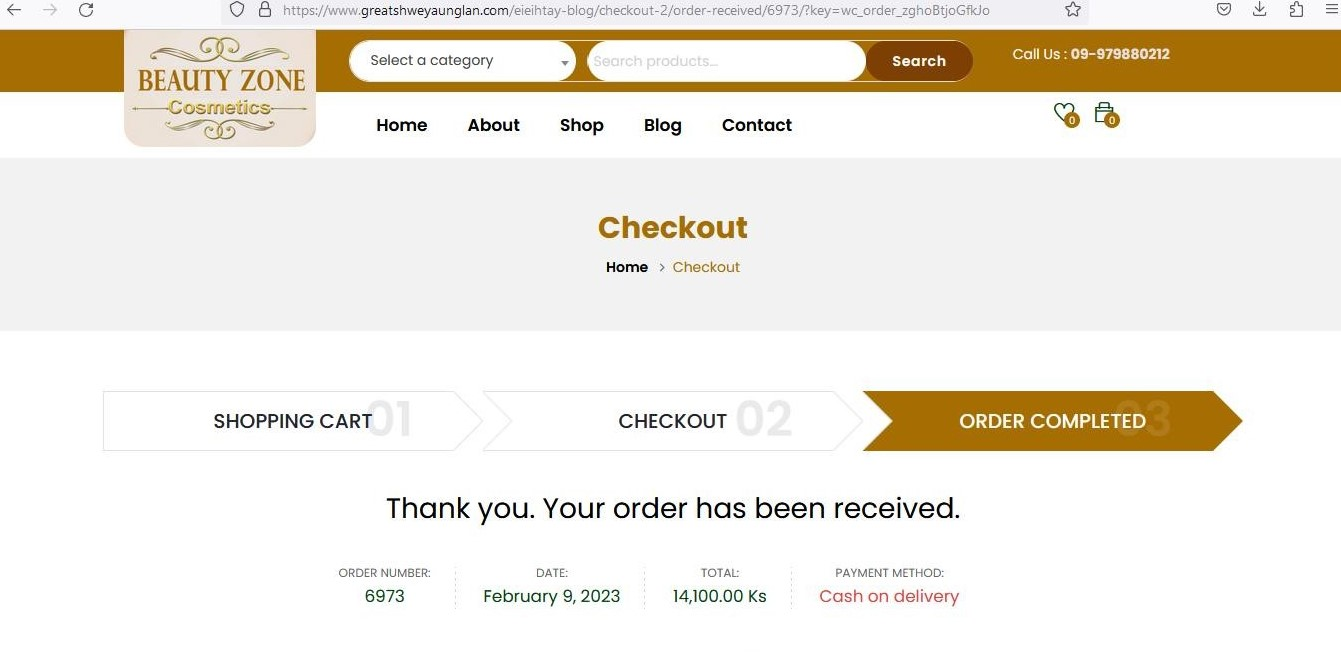 https://www.greatshweyaunglan.com/eieihtay-blog/checkout-2/order-received/6973/?key=wc_order_zghoBtjoGfkJo
BEAUTY ZONE
Cosmetics
Select a category
Search products...
Search
Call Us : 09-979880212
Home About Shop Blog Contact
0 0
Checkout
Home > Checkout
SHOPPING CART 01
CHECKOUT 02
ORDER COMPLETED 03
Thank you. Your order has been received.
ORDER NUMBER: DATE: TOTAL: PAYMENT METHOD:
6973 February 9, 2023 14,100.00 Ks Cash on delivery